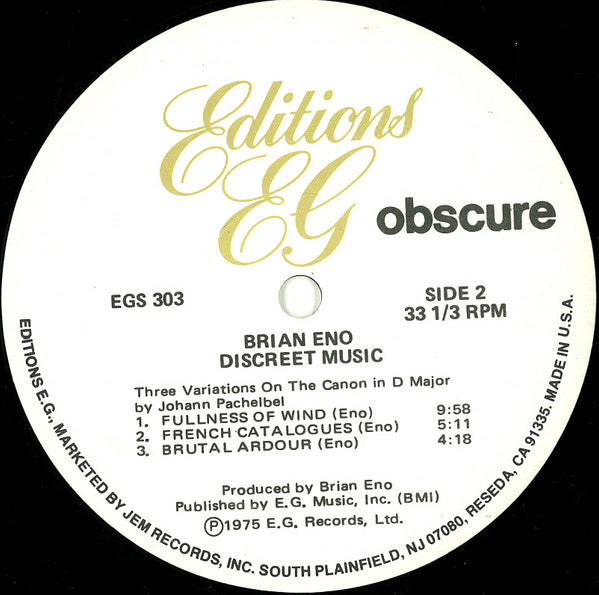 Editions
EG
obscure
EGS 303
SIDE 2
33 1/3 RPM
BRIAN ENO
DISCREET MUSIC
Three Variations On The Canon in D Major
by Johann Pachelbel
1. FULLNESS OF WIND (Eno) 9:58
2. FRENCH CATALOGUES (Eno) 5:11
3. BRUTAL ARDOUR (Eno) 4:18
Produced by Brian Eno
Published by E.G. Music, Inc. (BMI)
Ⓟ1975 E.G. Records, Ltd.
EDITIONS E.G., MARKETED BY JEM RECORDS, INC. SOUTH PLAINFIELD, NJ 07080, RESEDA, CA 91335. MADE IN U.S.A.